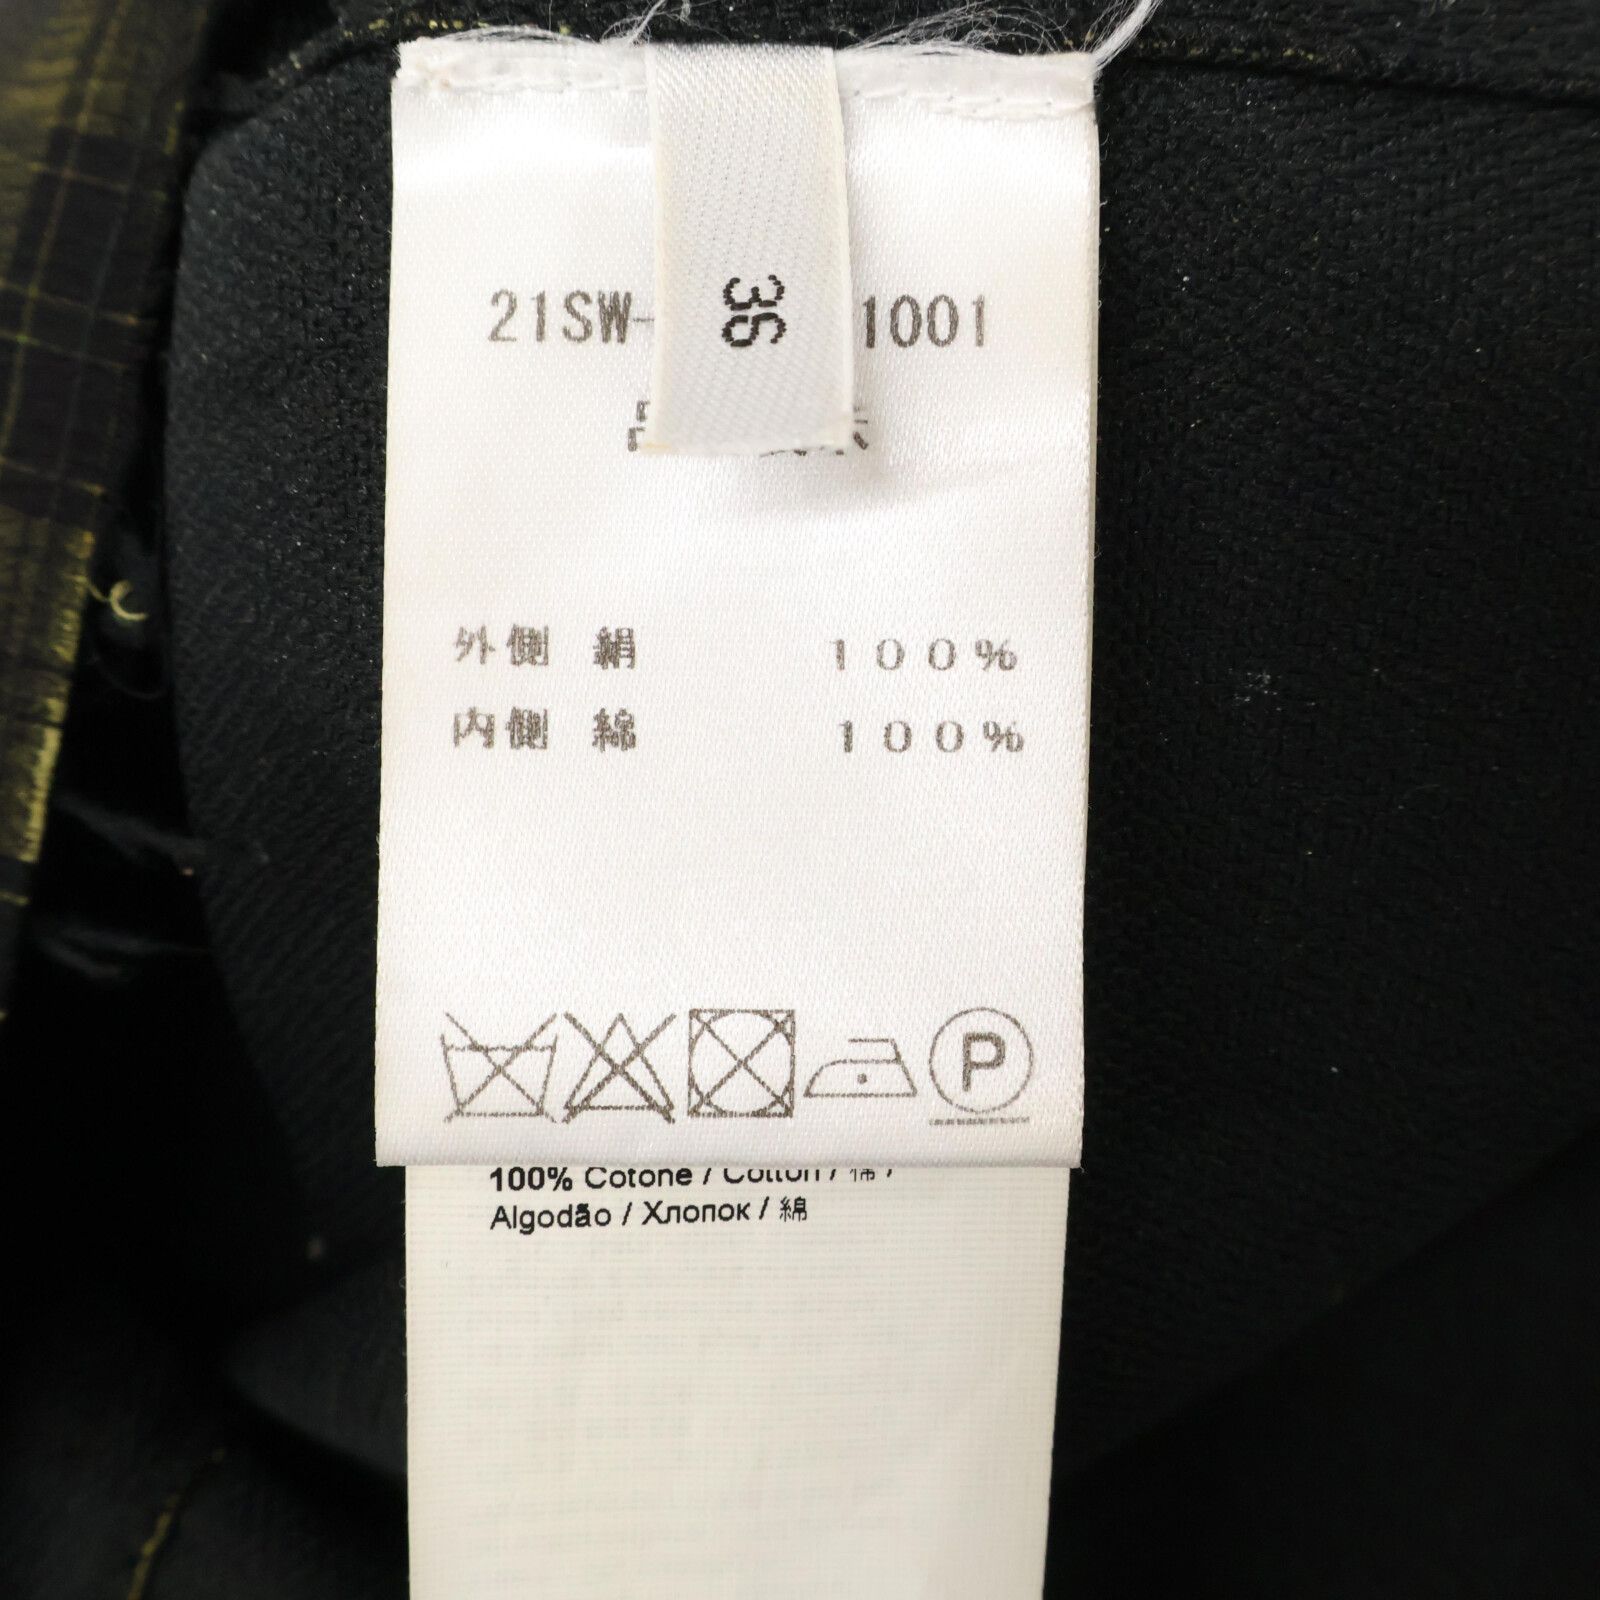 21SW-
1001
36
外側 絹 100%
内側 綿 100%
P
100% Cotone / Cotton / 棉 /
Algodão / Хлопок / 綿